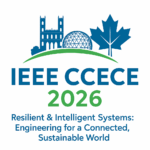 IEEE CCECE
2026
Resilient & Intelligent Systems:
Engineering for a Connected,
Sustainable World